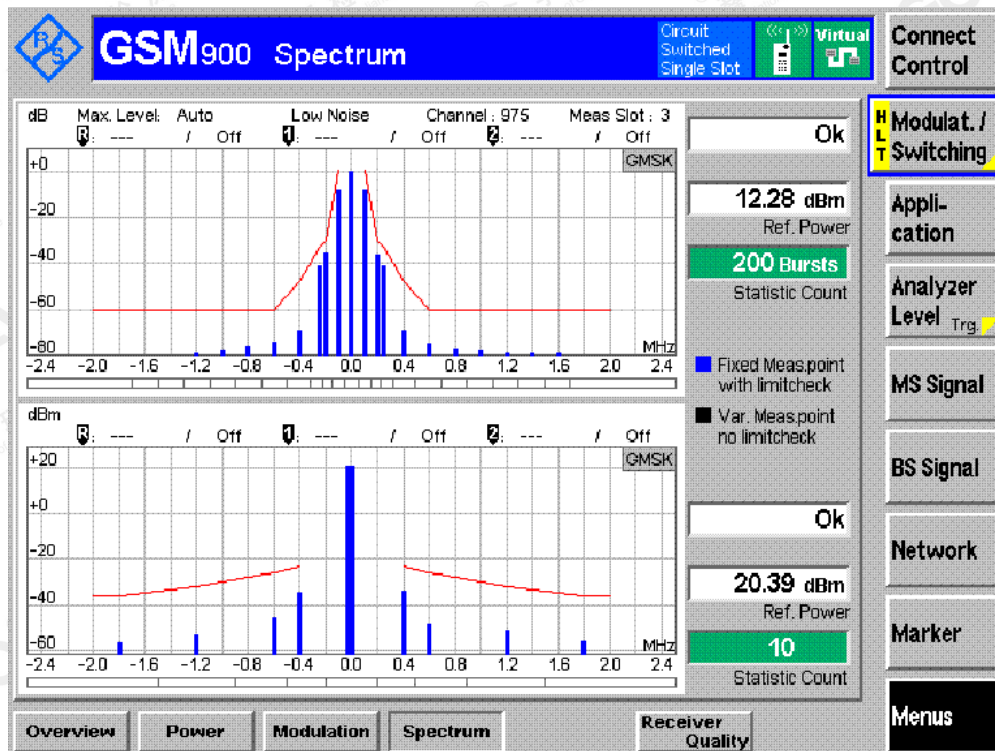 R/S
GSM900 Spectrum
Circuit
Switched
Single Slot
Virtual
Connect
Control
dB Max. Level: Auto Low Noise Channel : 975 Meas Slot : 3
R: --- / Off 1: --- / Off 2: --- / Off
GMSK
+0
-20
-40
-60
-80
MHz
-2.4 -2.0 -1.6 -1.2 -0.8 -0.4 0.0 0.4 0.8 1.2 1.6 2.0 2.4
Ok
12.28 dBm
Ref. Power
200 Bursts
Statistic Count
Fixed Meas.point
with limitcheck
Var. Meas.point
no limitcheck
dBm
R: --- / Off 1: --- / Off 2: --- / Off
GMSK
+20
+0
-20
-40
-60
MHz
-2.4 -2.0 -1.6 -1.2 -0.8 -0.4 0.0 0.4 0.8 1.2 1.6 2.0 2.4
Ok
20.39 dBm
Ref. Power
10
Statistic Count
HLT
Modulat. /
Switching
Appli-
cation
Analyzer
Level Trg.
MS Signal
BS Signal
Network
Marker
Menus
Overview Power Modulation Spectrum Receiver
Quality